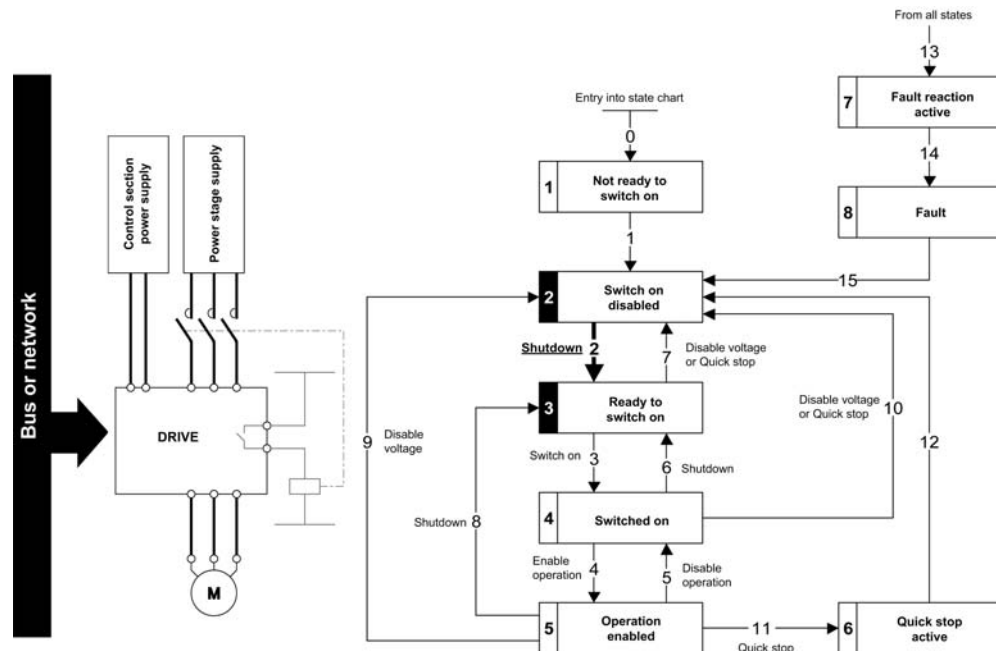 From all states
13
7
Fault reaction
active
14
8
Fault
15
Entry into state chart
0
1
Not ready to
switch on
1
2
Switch on
disabled
Shutdown 2
7
Disable voltage
or Quick stop
3
Ready to
switch on
Switch on 3
6 Shutdown
4
Switched on
Enable
operation
4
5
Disable
operation
5
Operation
enabled
11
Quick stop
6
Quick stop
active
9 Disable
voltage
Shutdown 8
Disable voltage
or Quick stop
10
12
Bus or network
Control section
power supply
Power stage supply
DRIVE
M